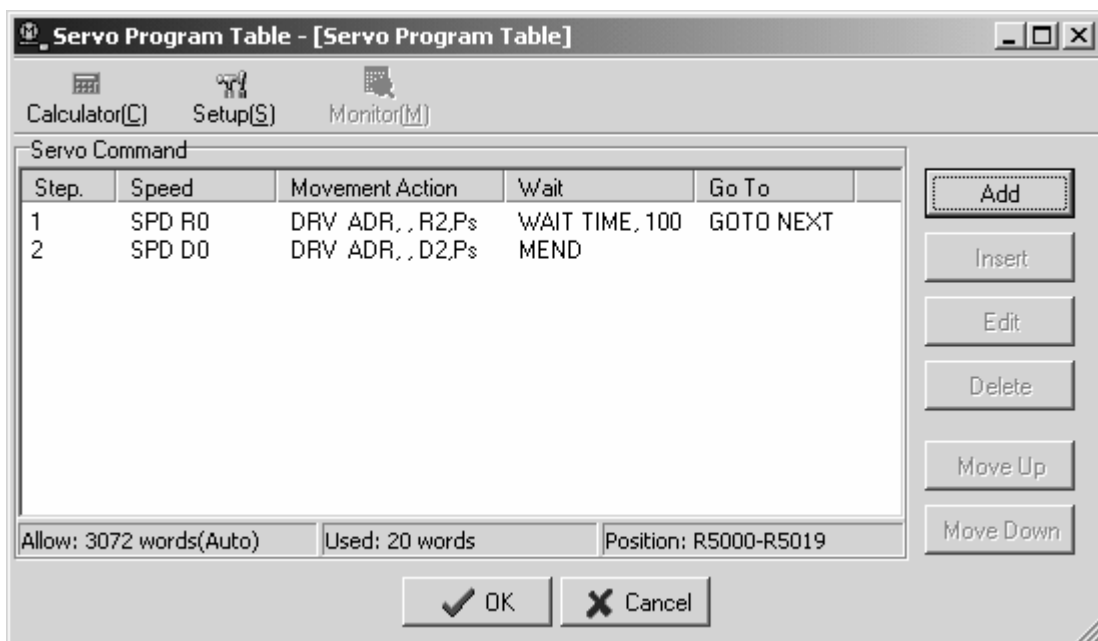 Servo Program Table - [Servo Program Table]
Calculator(C) Setup(S) Monitor(M)
Servo Command
Step. Speed Movement Action Wait Go To
1 SPD R0 DRV ADR, , R2,Ps WAIT TIME, 100 GOTO NEXT
2 SPD D0 DRV ADR, , D2,Ps MEND
Add
Insert
Edit
Delete
Move Up
Move Down
Allow: 3072 words(Auto) Used: 20 words Position: R5000-R5019
OK Cancel